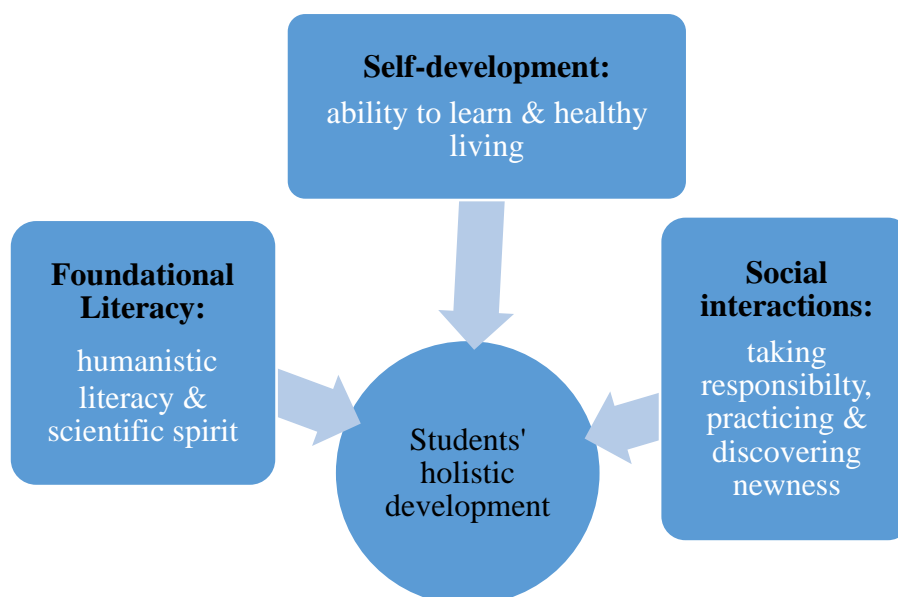 Self-development:
ability to learn & healthy
living
Foundational
Literacy:
humanistic
literacy &
scientific spirit
Social
interactions:
taking
responsibilty,
practicing &
discovering
newness
Students'
holistic
development